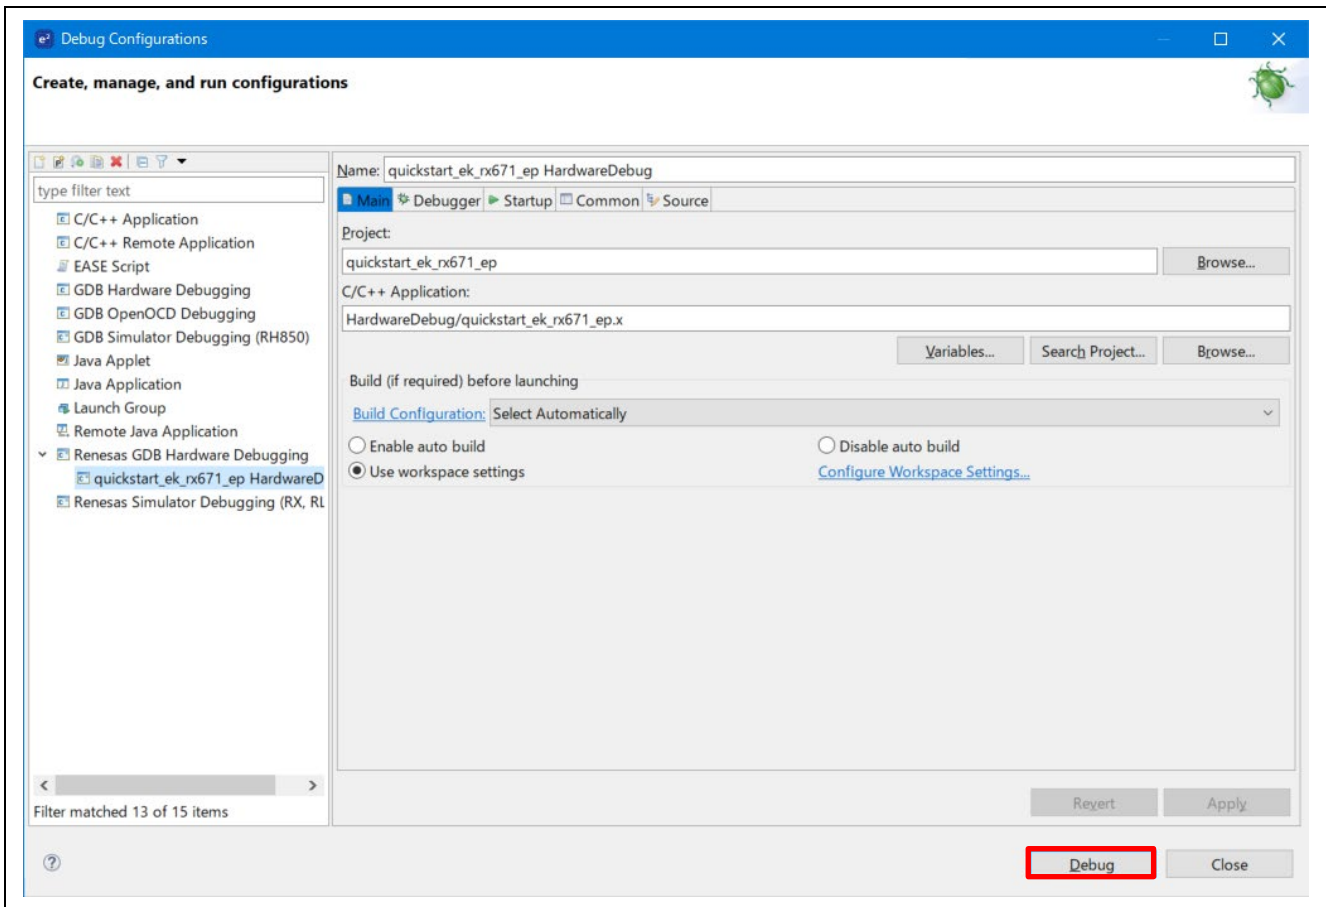 e² Debug Configurations
Create, manage, and run configurations
type filter text
C/C++ Application
C/C++ Remote Application
EASE Script
GDB Hardware Debugging
GDB OpenOCD Debugging
GDB Simulator Debugging (RH850)
Java Applet
Java Application
Launch Group
Remote Java Application
Renesas GDB Hardware Debugging
quickstart_ek_rx671_ep HardwareD
Renesas Simulator Debugging (RX, RL
Filter matched 13 of 15 items
Name: quickstart_ek_rx671_ep HardwareDebug
Main Debugger Startup Common Source
Project:
quickstart_ek_rx671_ep Browse...
C/C++ Application:
HardwareDebug/quickstart_ek_rx671_ep.x
Variables... Search Project... Browse...
Build (if required) before launching
Build Configuration: Select Automatically
Enable auto build Disable auto build
Use workspace settings Configure Workspace Settings...
Revert Apply
? Debug Close